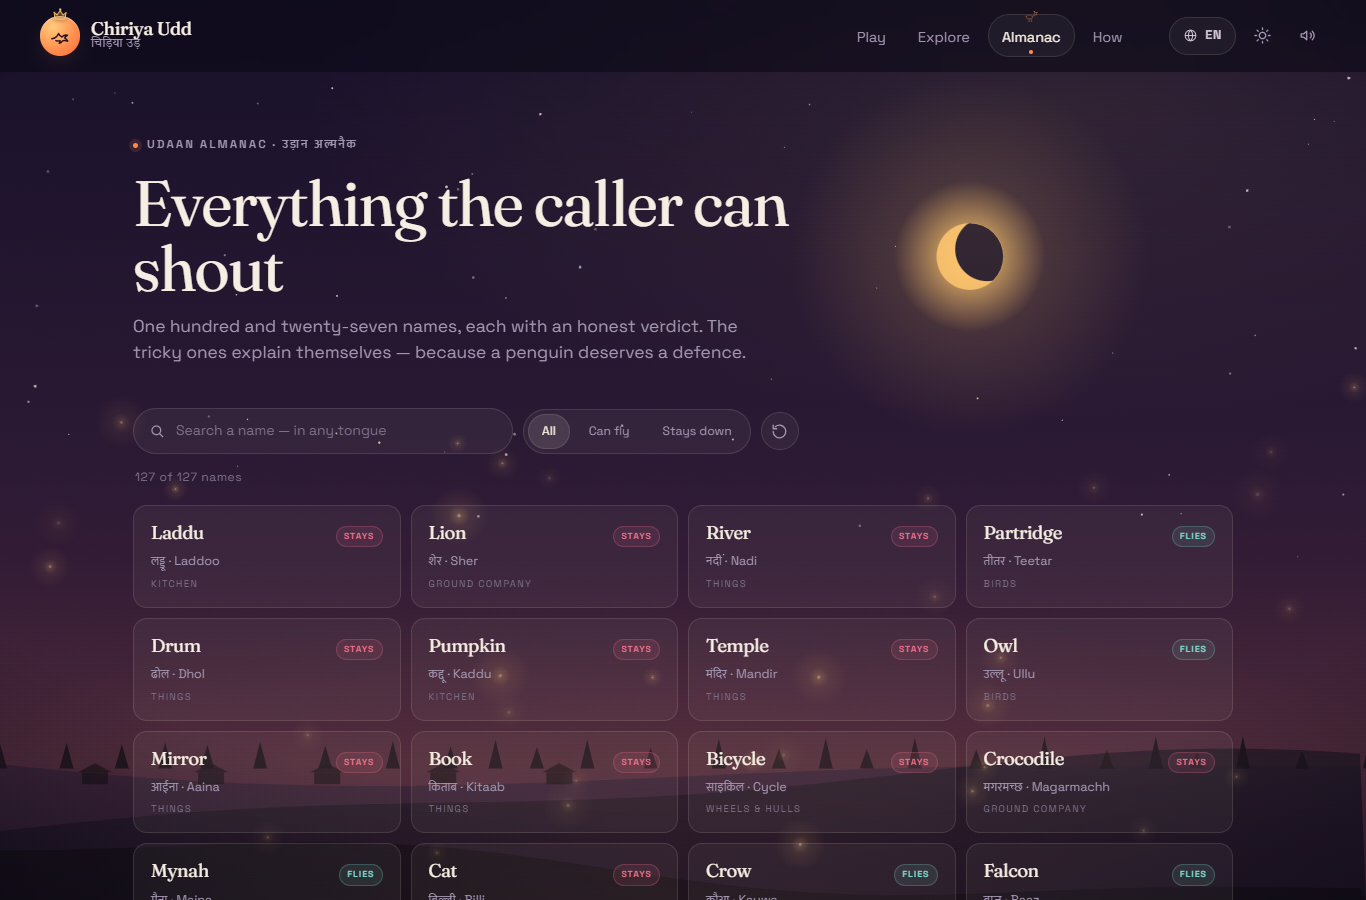 Chiriya Udd
चिड़िया उड़
Play
Explore
Almanac
How
EN
UDAAN ALMANAC · उड़ान अल्मनैक
Everything the caller can
shout
One hundred and twenty-seven names, each with an honest verdict. The
tricky ones explain themselves — because a penguin deserves a defence.
Search a name — in any tongue
All
Can fly
Stays down
127 of 127 names
Laddu
STAYS
लड्डू · Laddoo
KITCHEN
Lion
STAYS
शेर · Sher
GROUND COMPANY
River
STAYS
नदी · Nadi
THINGS
Partridge
FLIES
तीतर · Teetar
BIRDS
Drum
STAYS
ढोल · Dhol
THINGS
Pumpkin
STAYS
कद्दू · Kaddu
KITCHEN
Temple
STAYS
मंदिर · Mandir
THINGS
Owl
FLIES
उल्लू · Ullu
BIRDS
Mirror
STAYS
आईना · Aaina
THINGS
Book
STAYS
किताब · Kitaab
THINGS
Bicycle
STAYS
साइकिल · Cycle
WHEELS & HULLS
Crocodile
STAYS
मगरमच्छ · Magarmachh
GROUND COMPANY
Mynah
FLIES
Cat
STAYS
Crow
FLIES
Falcon
FLIES